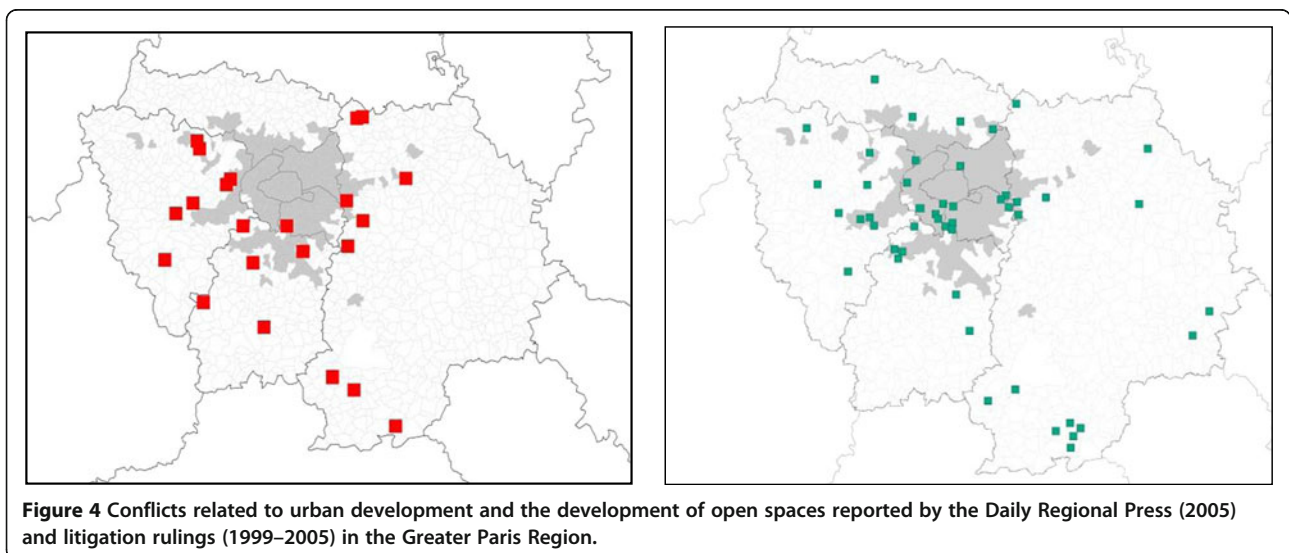 Figure 4 Conflicts related to urban development and the development of open spaces reported by the Daily Regional Press (2005)
and litigation rulings (1999–2005) in the Greater Paris Region.